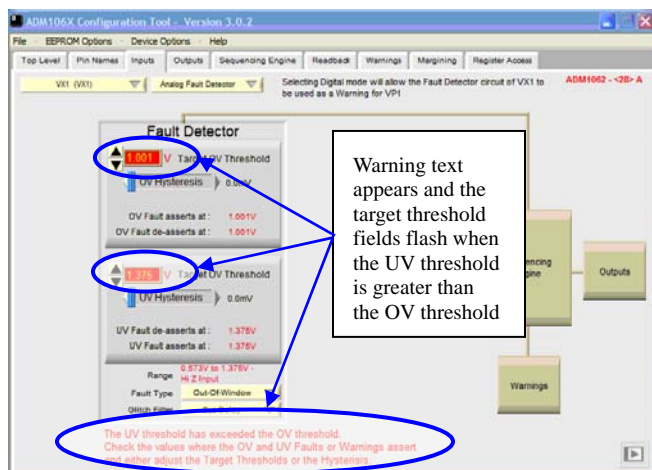 ADM106X Configuration Tool - Version 3.0.2
File EEPROM Options Device Options Help
Top Level Pin Names Inputs Outputs Sequencing Engine Readback Warnings Margining Register Access
VX1 (VX1) Analog Fault Detector Selecting Digital mode will allow the Fault Detector circuit of VX1 to ADM1062 - <28> A
be used as a Warning for VP1
Fault Detector
1.001 V Target OV Threshold
OV Hysteresis 0.0mV
OV Fault asserts at : 1.001V
OV Fault de-asserts at : 1.001V
1.375 V Target UV Threshold
UV Hysteresis 0.0mV
UV Fault de-asserts at : 1.375V
UV Fault asserts at : 1.375V
Range 0.573V to 1.375V -
Hi Z Input
Fault Type Out-Of-Window
Glitch Filter
Warning text
appears and the
target threshold
fields flash when
the UV threshold
is greater than
the OV threshold
Outputs
Warnings
The UV threshold has exceeded the OV threshold.
Check the values where the OV and UV Faults or Warnings assert
and either adjust the Target Thresholds or the Hysterisis